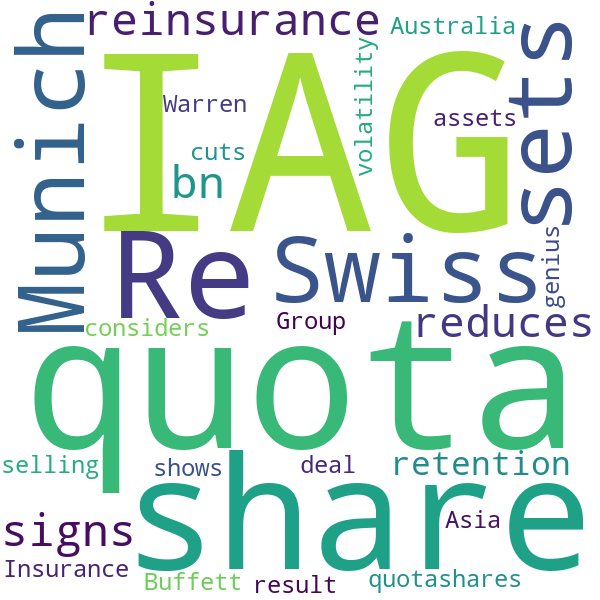 reinsurance
Australia
Munich
IAG
sets
Warren
volatility
assets
cuts
bn
Re
Swiss
genius
considers
Group
reduces
quota
selling
shows
deal
retention
share
signs
Asia
Insurance
Buffett
result
quotashares